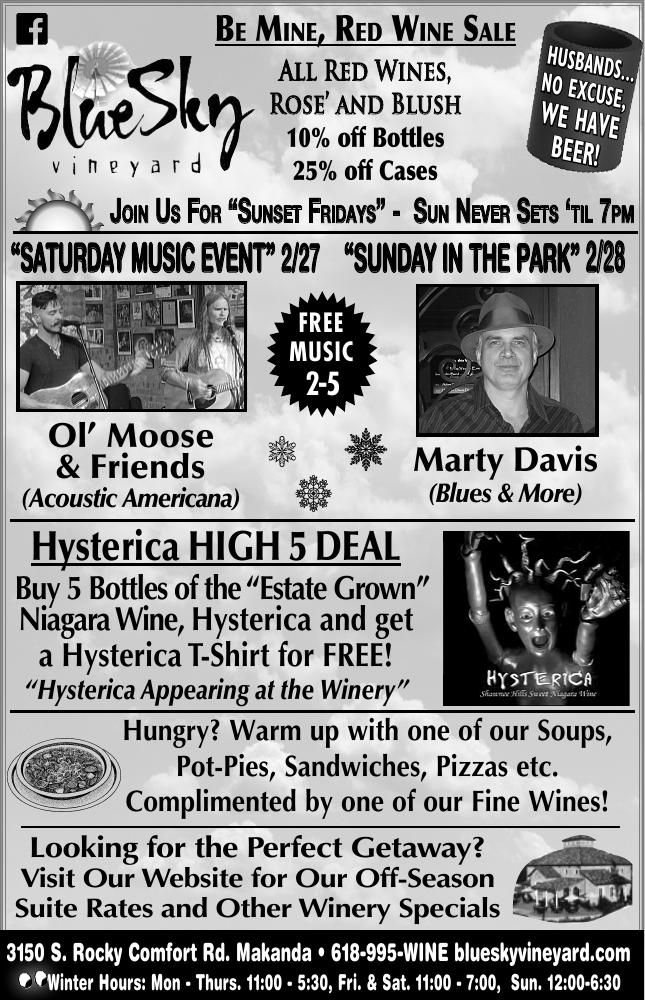 BE MINE, RED WINE SALE
BlueSky
vineyard
ALL RED WINES,
ROSE' AND BLUSH
10% off Bottles
25% off Cases
HUSBANDS...
NO EXCUSE,
WE HAVE
BEER!
JOIN US FOR "SUNSET FRIDAYS" - SUN NEVER SETS 'TIL 7PM
"SATURDAY MUSIC EVENT" 2/27 "SUNDAY IN THE PARK" 2/28
FREE
MUSIC
2-5
Ol' Moose
& Friends
(Acoustic Americana)
Marty Davis
(Blues & More)
Hysterica HIGH 5 DEAL
Buy 5 Bottles of the "Estate Grown"
Niagara Wine, Hysterica and get
a Hysterica T-Shirt for FREE!
"Hysterica Appearing at the Winery"
HYSTERICA
Shawnee Hills Sweet Niagara Wine
Hungry? Warm up with one of our Soups,
Pot-Pies, Sandwiches, Pizzas etc.
Complimented by one of our Fine Wines!
Looking for the Perfect Getaway?
Visit Our Website for Our Off-Season
Suite Rates and Other Winery Specials
3150 S. Rocky Comfort Rd. Makanda • 618-995-WINE blueskyvineyard.com
Winter Hours: Mon - Thurs. 11:00 - 5:30, Fri. & Sat. 11:00 - 7:00, Sun. 12:00-6:30